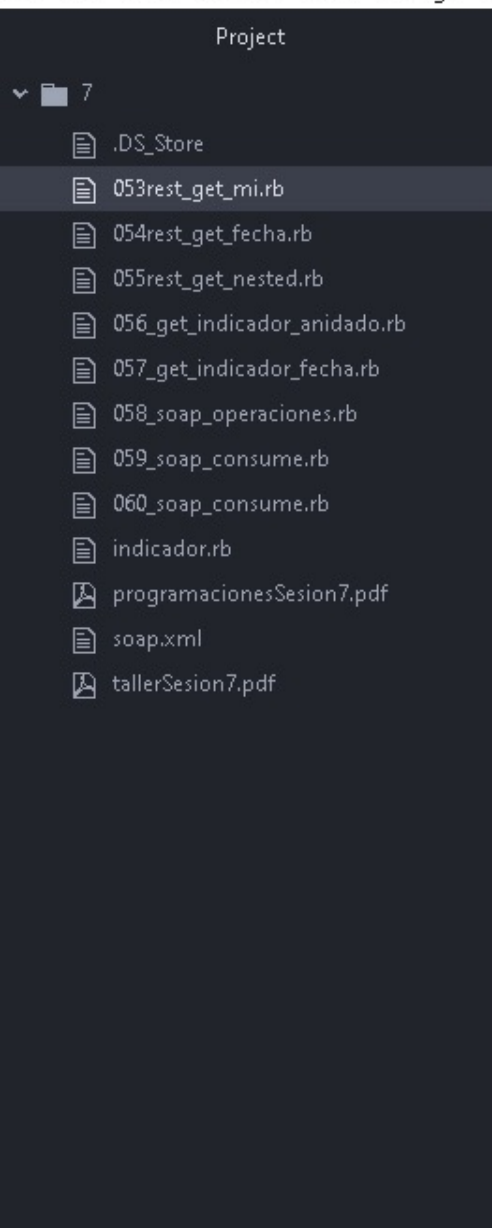 Project
7
.DS_Store
053rest_get_mi.rb
054rest_get_fecha.rb
055rest_get_nested.rb
056_get_indicador_anidado.rb
057_get_indicador_fecha.rb
058_soap_operaciones.rb
059_soap_consume.rb
060_soap_consume.rb
indicador.rb
programacionesSesion7.pdf
soap.xml
tallerSesion7.pdf